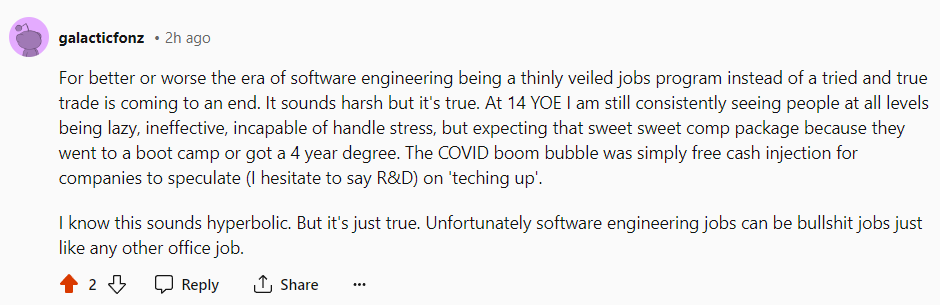 galacticfonz • 2h ago
For better or worse the era of software engineering being a thinly veiled jobs program instead of a tried and true
trade is coming to an end. It sounds harsh but it's true. At 14 YOE I am still consistently seeing people at all levels
being lazy, ineffective, incapable of handle stress, but expecting that sweet sweet comp package because they
went to a boot camp or got a 4 year degree. The COVID boom bubble was simply free cash injection for
companies to speculate (I hesitate to say R&D) on 'teching up'.
I know this sounds hyperbolic. But it's just true. Unfortunately software engineering jobs can be bullshit jobs just
like any other office job.
2 Reply Share ···